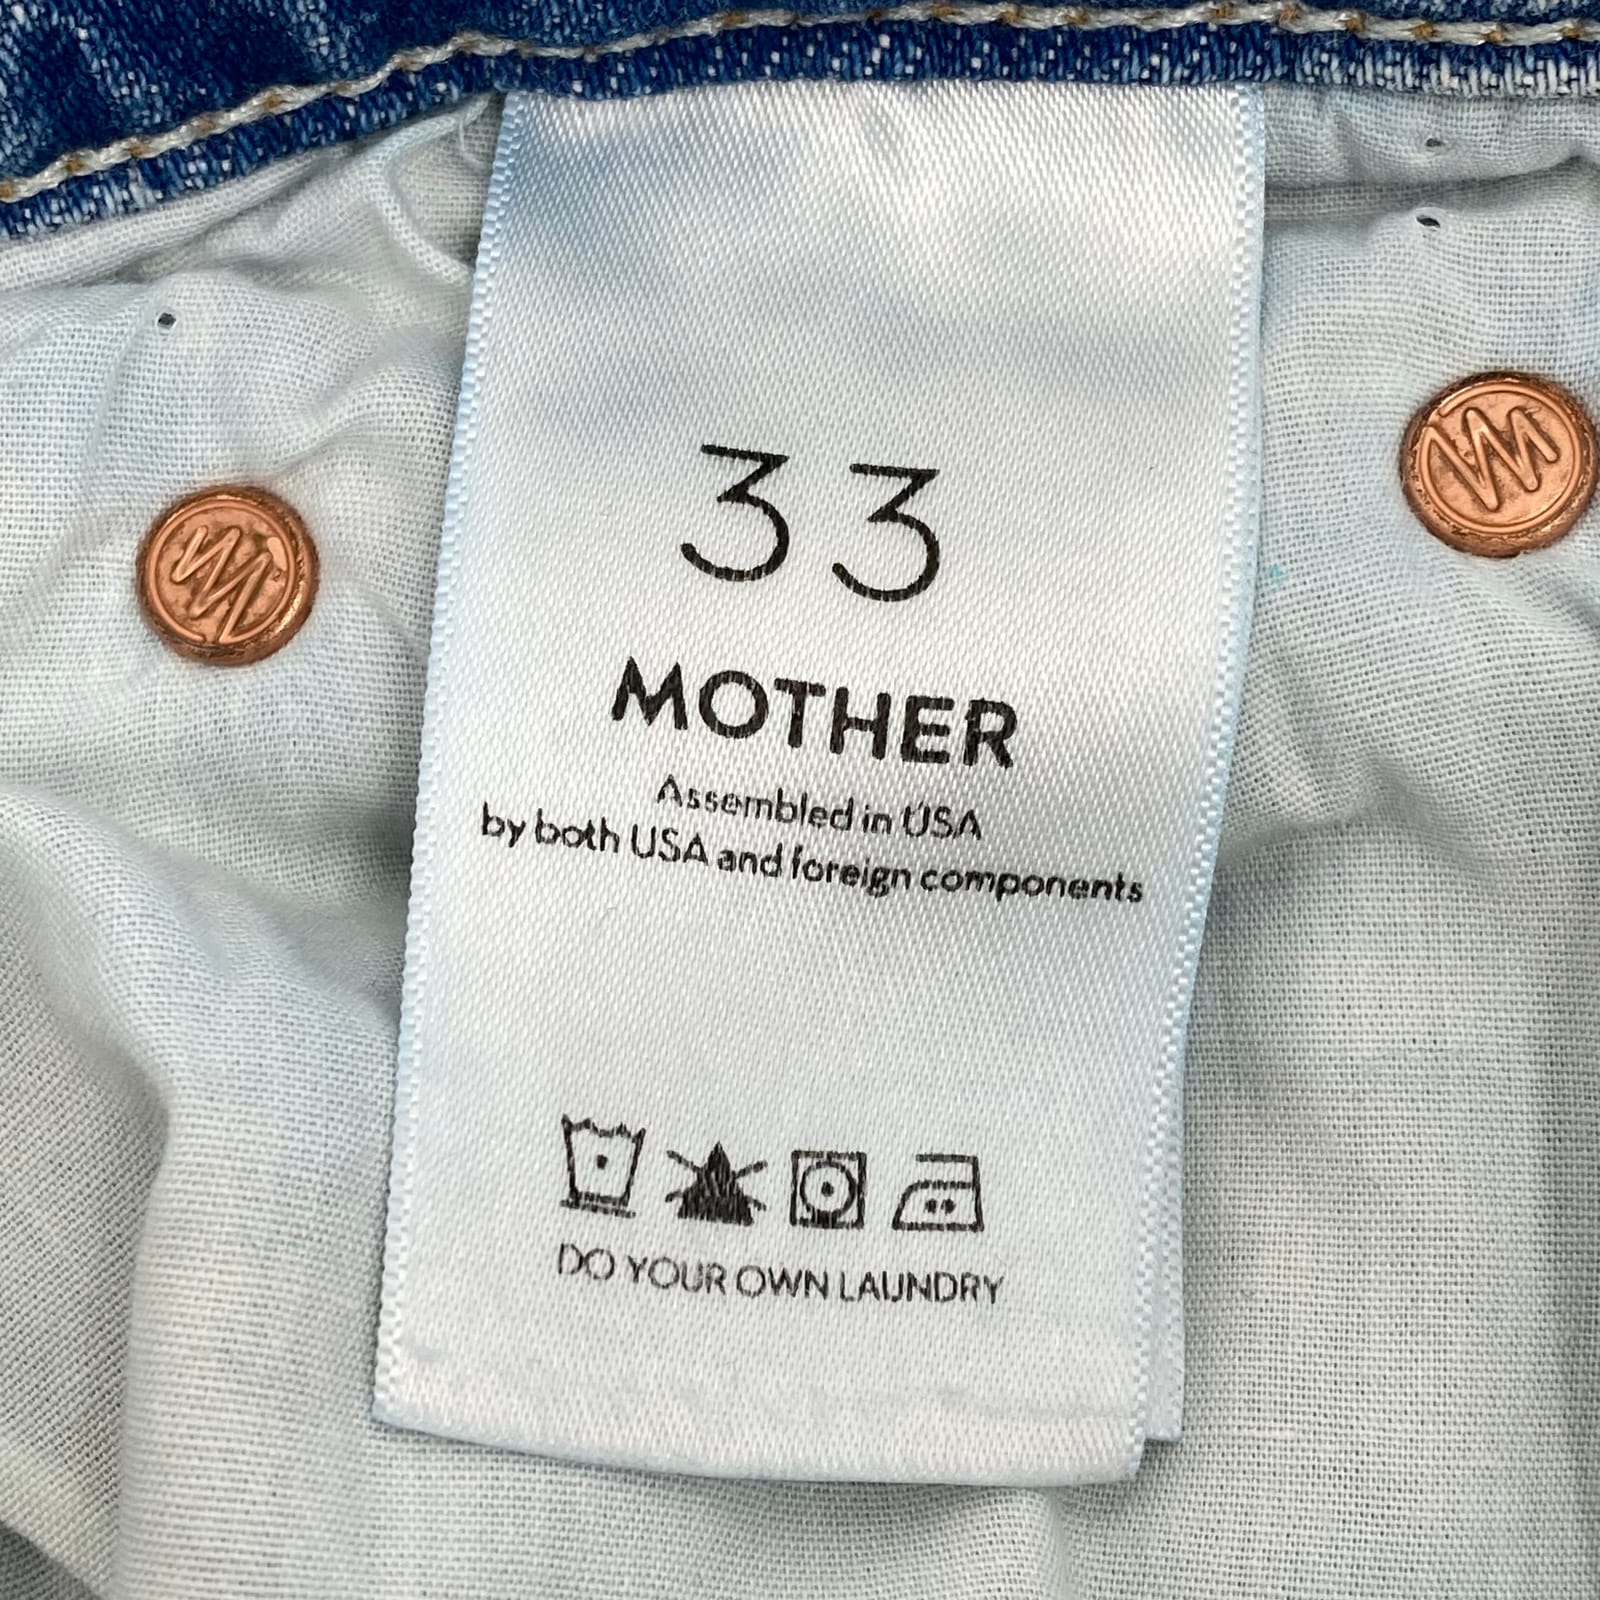 33
MOTHER
Assembled in USA
by both USA and foreign components
DO YOUR OWN LAUNDRY